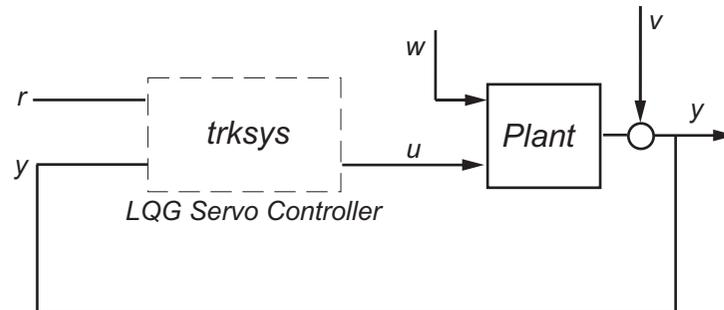 v
w
y
r
trksys
Plant
u
y
LQG Servo Controller